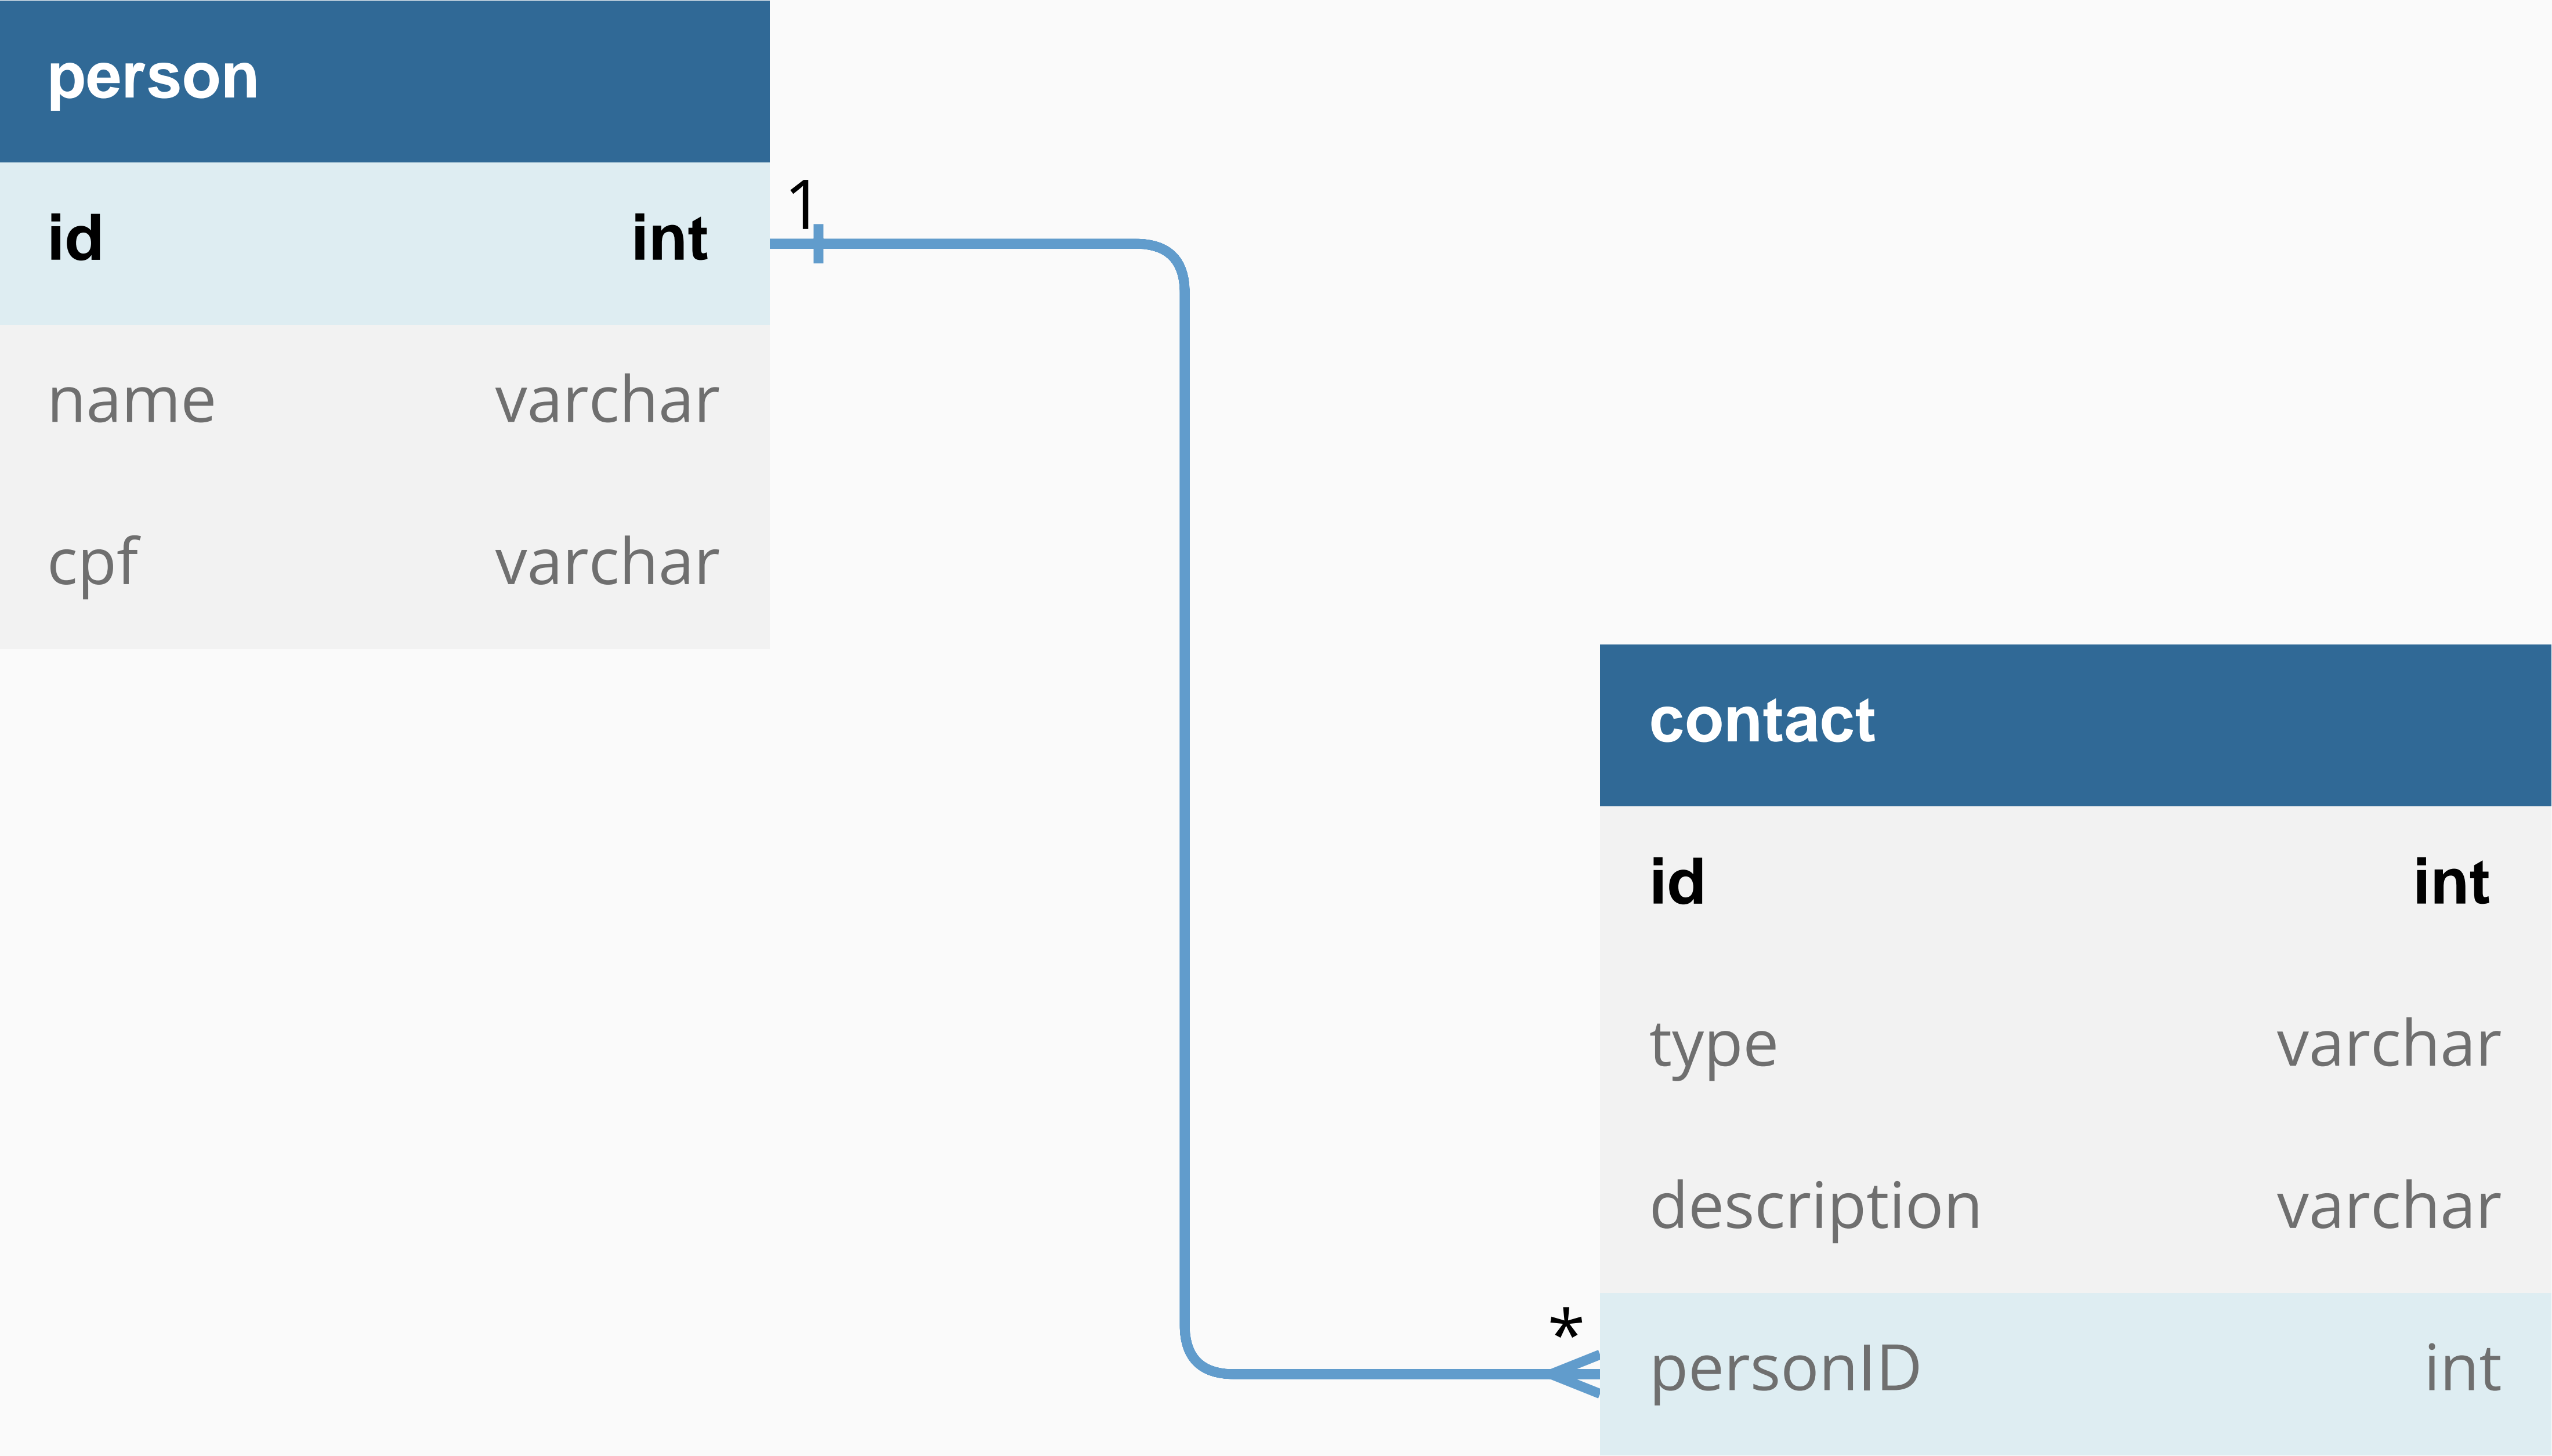 person
1
id int
name varchar
cpf varchar
contact
id int
type varchar
description varchar
*
personID int